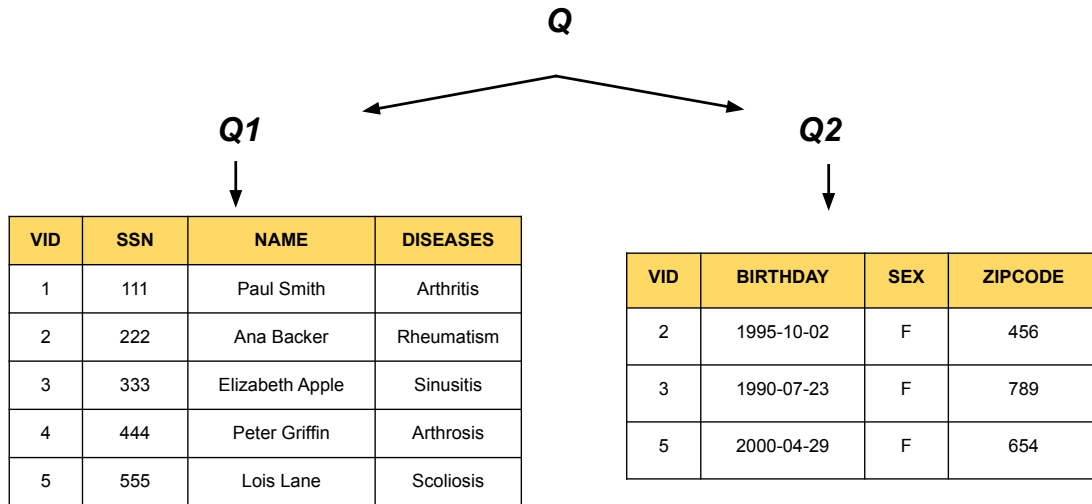 Q
Q1
Q2
VID SSN NAME DISEASES
1 111 Paul Smith Arthritis
2 222 Ana Backer Rheumatism
3 333 Elizabeth Apple Sinusitis
4 444 Peter Griffin Arthrosis
5 555 Lois Lane Scoliosis
VID BIRTHDAY SEX ZIPCODE
2 1995-10-02 F 456
3 1990-07-23 F 789
5 2000-04-29 F 654